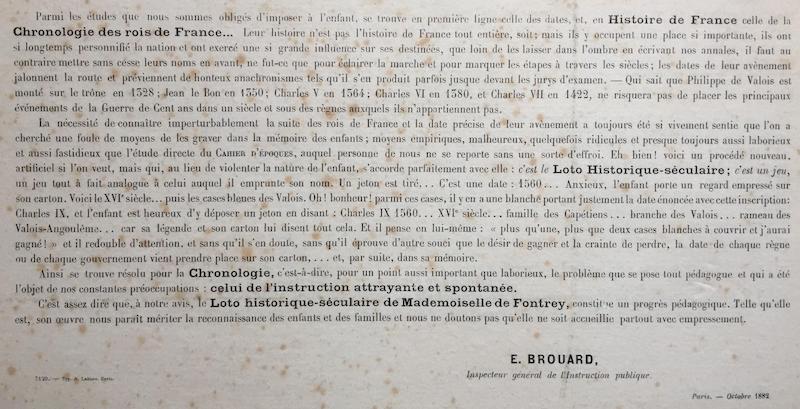 Parmi les études que nous sommes obligés d'imposer à l'enfant, se trouve en première ligne celle des dates, et, en Histoire de France celle de la
Chronologie des rois de France... Leur histoire n'est pas l'histoire de France tout entière, soit; mais ils y occupent une place si importante, ils ont
si longtemps personnifié la nation et ont exercé une si grande influence sur ses destinées, que loin de les laisser dans l'ombre en écrivant nos annales, il faut au
contraire mettre sans cesse leurs noms en avant, ne fut-ce que pour éclairer la marche et pour marquer les étapes à travers les siècles; les dates de leur avènement
jalonnent la route et préviennent de honteux anachronismes tels qu'il s'en produit parfois jusque devant les jurys d'examen. — Qui sait que Philippe de Valois est
monté sur le trône en 1328; Jean le Bon en 1350; Charles V en 1364; Charles VI en 1380, et Charles VII en 1422, ne risquera pas de placer les principaux
événements de la Guerre de Cent ans dans un siècle et sous des règnes auxquels ils n'appartiennent pas.
La nécessité de connaître imperturbablement la suite des rois de France et la date précise de leur avènement a toujours été si vivement sentie que l'on a
cherché une foule de moyens de les graver dans la mémoire des enfants; moyens empiriques, malheureux, quelquefois ridicules et presque toujours aussi laborieux
et aussi fastidieux que l'étude directe du CAHIER D'ÉPOQUES, auquel personne de nous ne se reporte sans une sorte d'effroi. Eh bien! voici un procédé nouveau,
artificiel si l'on veut, mais qui, au lieu de violenter la nature de l'enfant, s'accorde parfaitement avec elle : c'est le Loto Historique-séculaire; c'est un jeu,
un jeu tout à fait analogue à celui auquel il emprunte son nom. Un jeton est tiré... C'est une date : 1560... Anxieux, l'enfant porte un regard empressé sur
son carton. Voici le XVIe siècle... puis les cases bleues des Valois. Oh! bonheur! parmi ces cases, il y en a une blanche portant justement la date énoncée avec cette inscription:
Charles IX, et l'enfant est heureux d'y déposer un jeton en disant : Charles IX 1560... XVIe siècle... famille des Capétiens... branche des Valois... rameau des
Valois-Angoulême... car sa légende et son carton lui disent tout cela. Et il pense en lui-même : « plus qu'une, plus que deux cases blanches à couvrir et j'aurai
gagné! » et il redouble d'attention, et sans qu'il s'en doute, sans qu'il éprouve d'autre souci que le désir de gagner et la crainte de perdre, la date de chaque règne
ou de chaque gouvernement vient prendre place sur son carton,... et, par suite, dans sa mémoire.
Ainsi se trouve résolu pour la Chronologie, c'est-à-dire, pour un point aussi important que laborieux, le problème que se pose tout pédagogue et qui a été
l'objet de nos constantes préoccupations : celui de l'instruction attrayante et spontanée.
C'est assez dire que, à notre avis, le Loto historique-séculaire de Mademoiselle de Fontrey, constitue un progrès pédagogique. Telle qu'elle
est, son œuvre nous paraît mériter la reconnaissance des enfants et des familles et nous ne doutons pas qu'elle ne soit accueillie partout avec empressement.
E. BROUARD,
Inspecteur général de l'Instruction publique.
Typ. A. Lahure, Paris.
Paris. — Octobre 1882